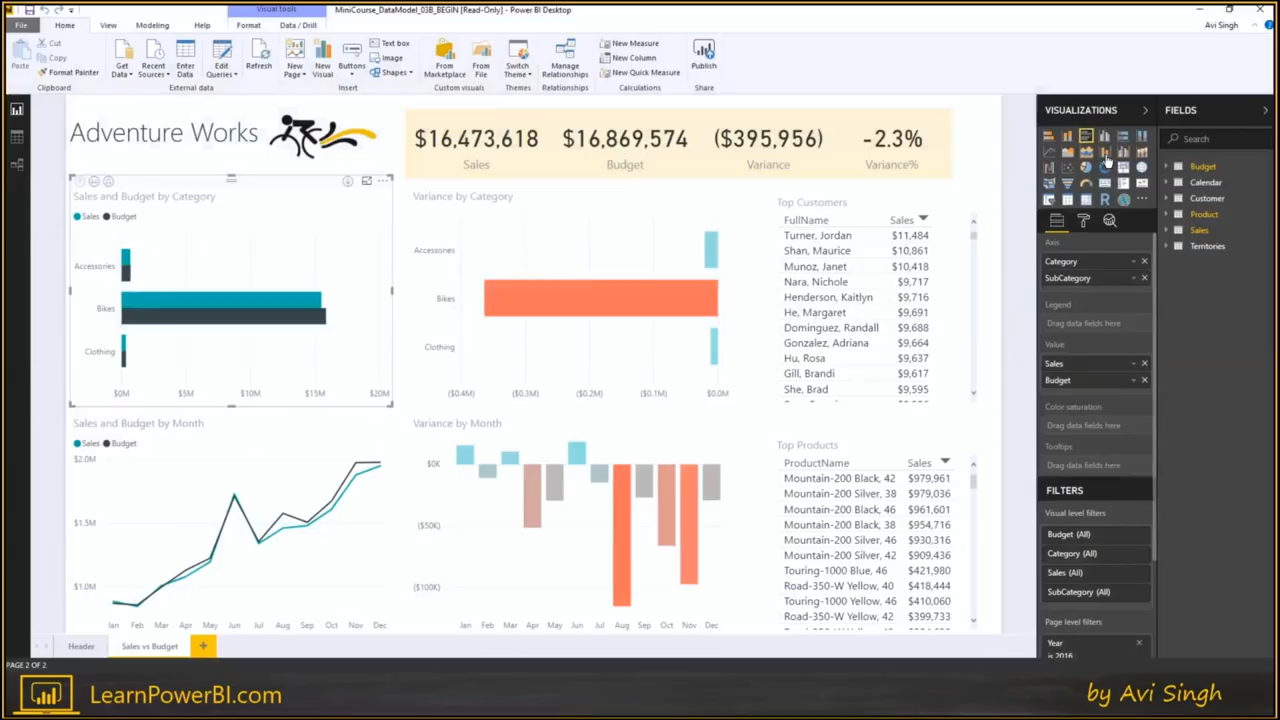 Visual tools
MiniCourse_DataModel_03B_BEGIN [Read-Only] - Power BI Desktop
File Home View Modeling Help Format Data / Drill
Avi Singh
Paste
Cut
Copy
Format Painter
Clipboard
Get Data
Recent Sources
Enter Data
Edit Queries
External data
Refresh
New Page
New Visual
Buttons
Text box
Image
Shapes
Insert
From Marketplace
From File
Custom visuals
Switch Theme
Themes
Manage Relationships
Relationships
New Measure
New Column
New Quick Measure
Calculations
Publish
Share
Adventure Works
$16,473,618 $16,869,574 ($395,956) -2.3%
Sales Budget Variance Variance%
Sales and Budget by Category
Sales Budget
Accessories
Bikes
Clothing
$0M $5M $10M $15M $20M
Variance by Category
Accessories
Bikes
Clothing
($0.4M) ($0.3M) ($0.2M) ($0.1M) $0.0M
Top Customers
FullName Sales
Turner, Jordan $11,484
Shan, Maurice $10,861
Munoz, Janet $10,418
Nara, Nichole $9,717
Henderson, Kaitlyn $9,716
He, Margaret $9,691
Dominguez, Randall $9,688
Gonzalez, Adriana $9,664
Hu, Rosa $9,637
Gill, Brandi $9,617
She, Brad $9,595
Sales and Budget by Month
Sales Budget
$2.0M
$1.5M
$1.0M
Jan Feb Mar Apr May Jun Jul Aug Sep Oct Nov Dec
Variance by Month
$0K
($50K)
($100K)
Jan Feb Mar Apr May Jun Jul Aug Sep Oct Nov Dec
Top Products
ProductName Sales
Mountain-200 Black, 42 $979,961
Mountain-200 Silver, 38 $979,036
Mountain-200 Black, 46 $961,601
Mountain-200 Black, 38 $954,716
Mountain-200 Silver, 46 $930,315
Mountain-200 Silver, 42 $909,436
Touring-1000 Blue, 46 $421,980
Road-350-W Yellow, 40 $418,444
Touring-1000 Yellow, 46 $410,060
Road-350-W Yellow, 42 $399,733
VISUALIZATIONS
R
Axis
Category
SubCategory
Legend
Drag data fields here
Value
Sales
Budget
Color saturation
Drag data fields here
Tooltips
Drag data fields here
FILTERS
Visual level filters
Budget (All)
Category (All)
Sales (All)
SubCategory (All)
Page level filters
Year
is 2016
FIELDS
Search
Budget
Calendar
Customer
Product
Sales
Territories
Header Sales vs Budget
PAGE 2 OF 2
LearnPowerBI.com
by Avi Singh